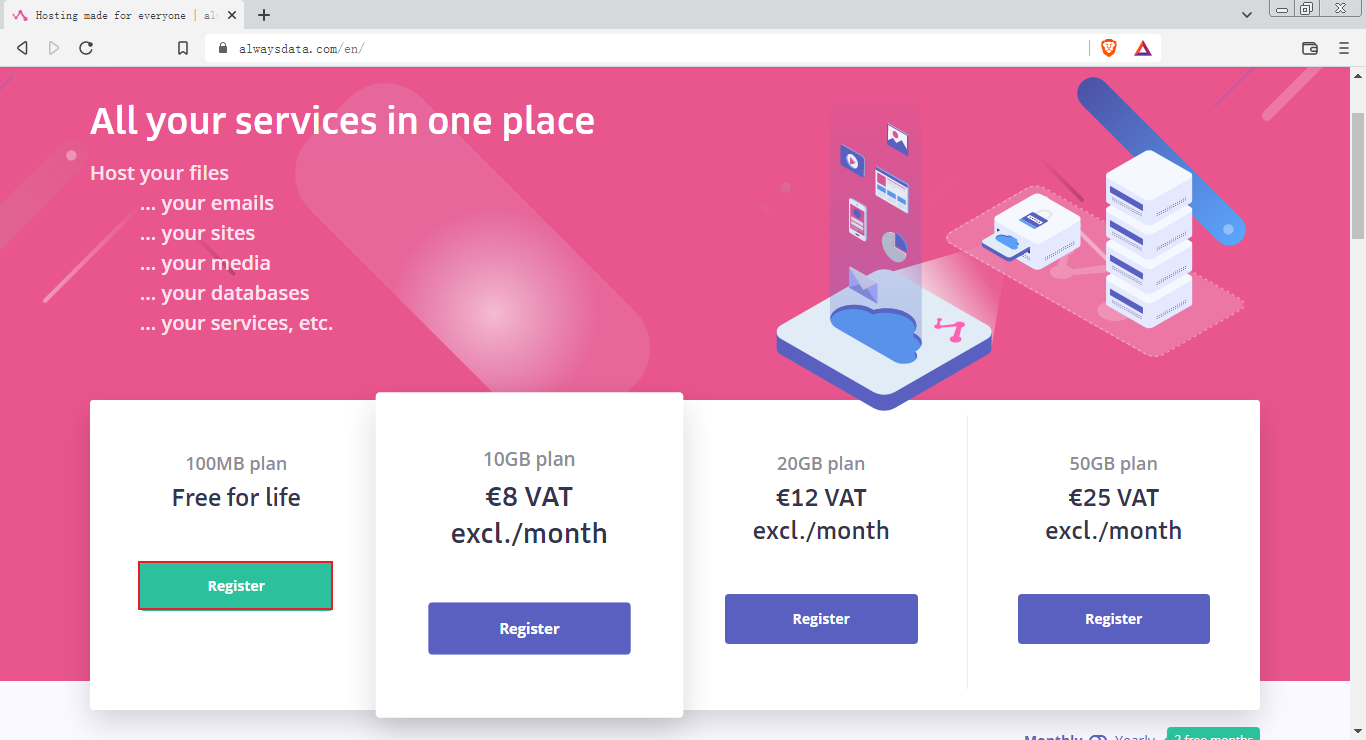 Hosting made for everyone | al
alwaysdata.com/en/
All your services in one place
Host your files
... your emails
... your sites
... your media
... your databases
... your services, etc.
100MB plan
Free for life
Register
10GB plan
€8 VAT
excl./month
Register
20GB plan
€12 VAT
excl./month
Register
50GB plan
€25 VAT
excl./month
Register
Monthly Yearly 2 free months